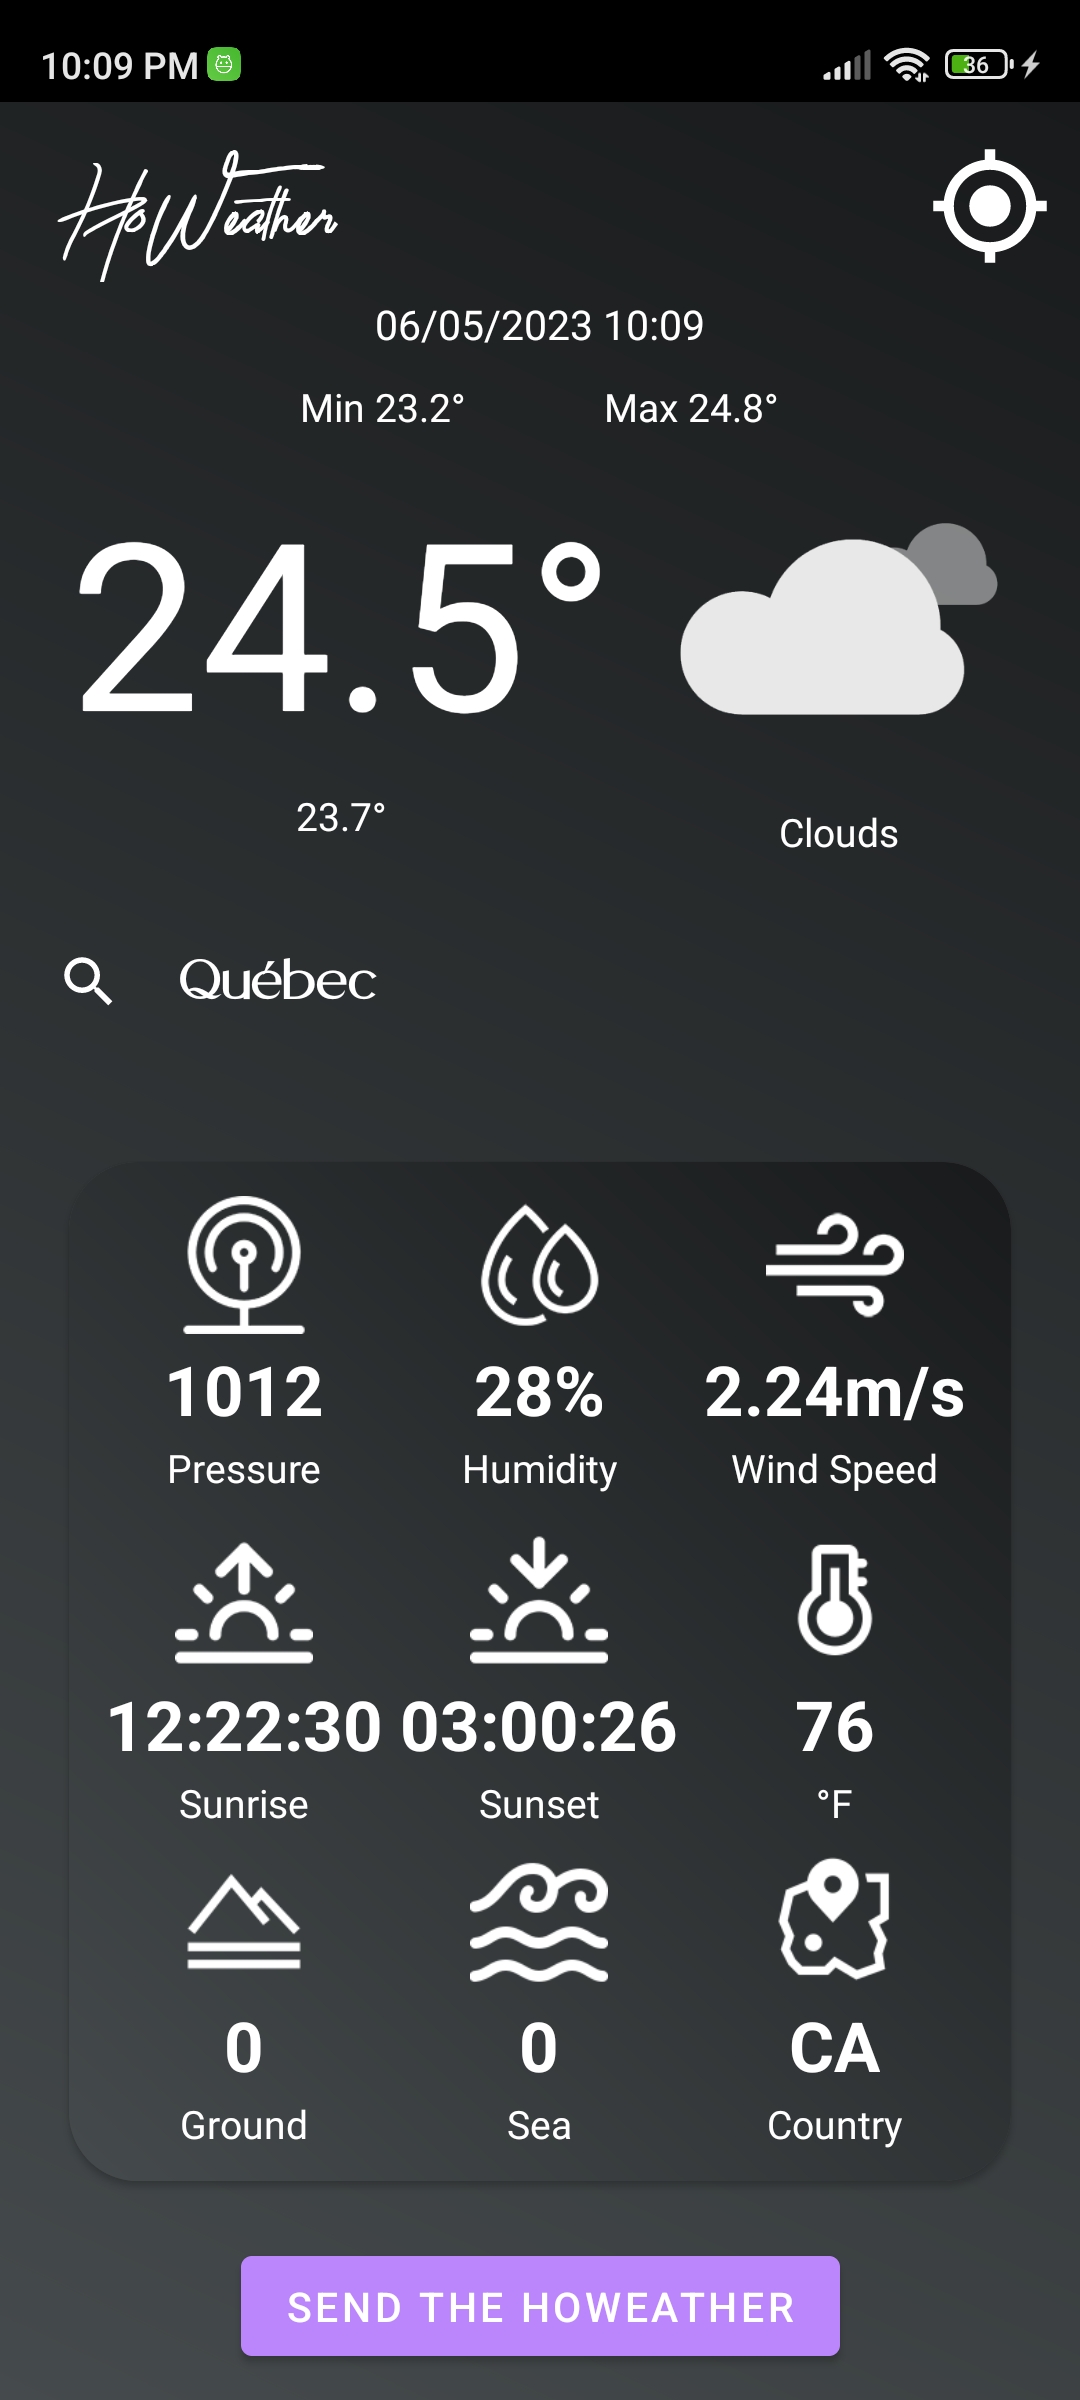 10:09 PM 36
HoWeather
06/05/2023 10:09
Min 23.2° Max 24.8°
24.5°
23.7°
Clouds
Québec
1012 28% 2.24m/s
Pressure Humidity Wind Speed
12:22:30 03:00:26 76
Sunrise Sunset °F
0 0 CA
Ground Sea Country
SEND THE HOWEATHER